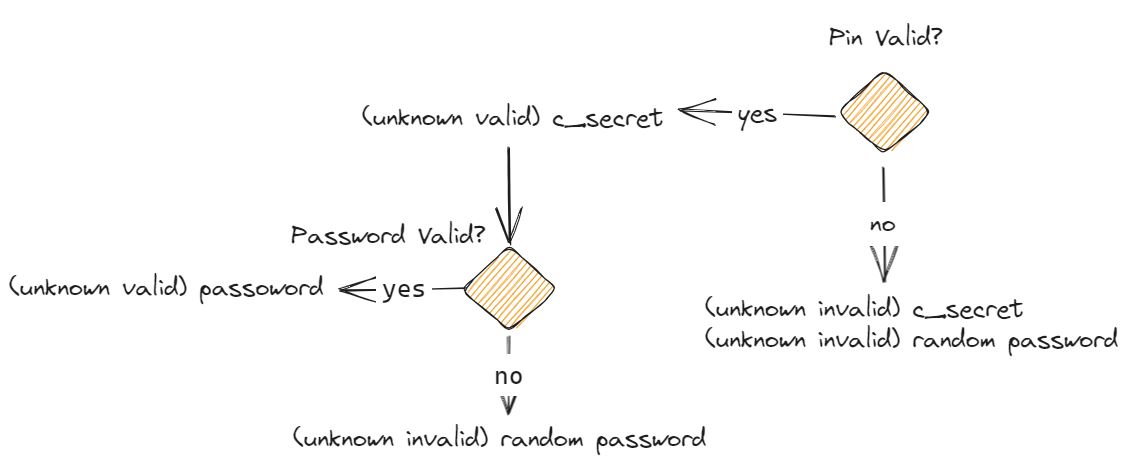 Pin Valid?
(unknown valid) c_secret
yes
no
Password Valid?
(unknown valid) passoword
yes
(unknown invalid) c_secret
(unknown invalid) random password
no
(unknown invalid) random password